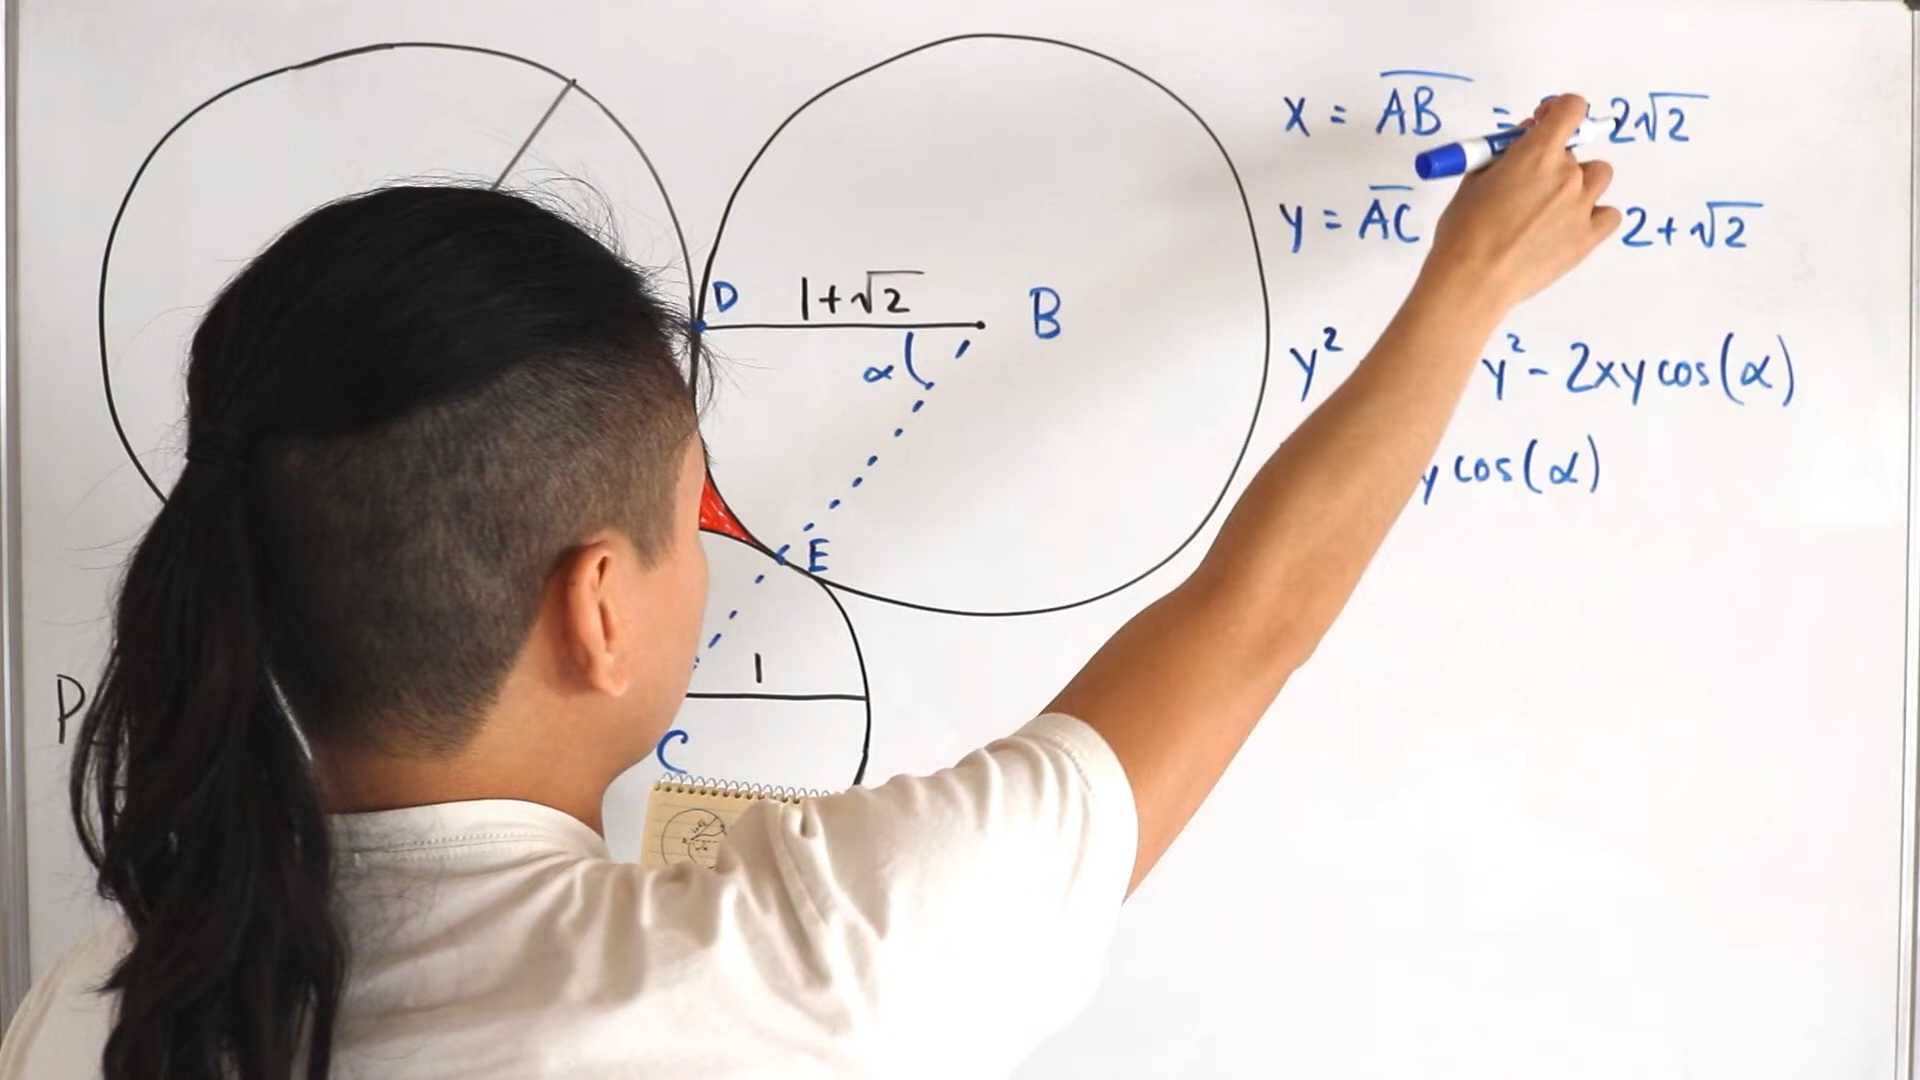 x = AB = 2√2
y = AC 2+√2
D 1+√2 B
α
y² y² - 2xy cos(α)
y cos(α)
E
1
P
C